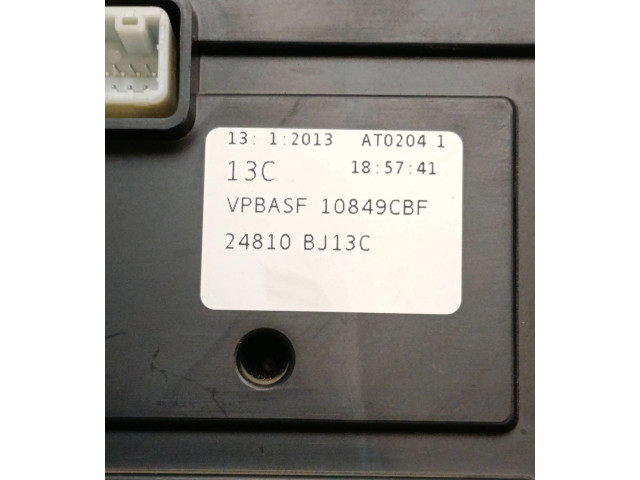 13: 1:2013 AT0204 1
13C 18:57:41
VPBASF 10849CBF
24810 BJ13C